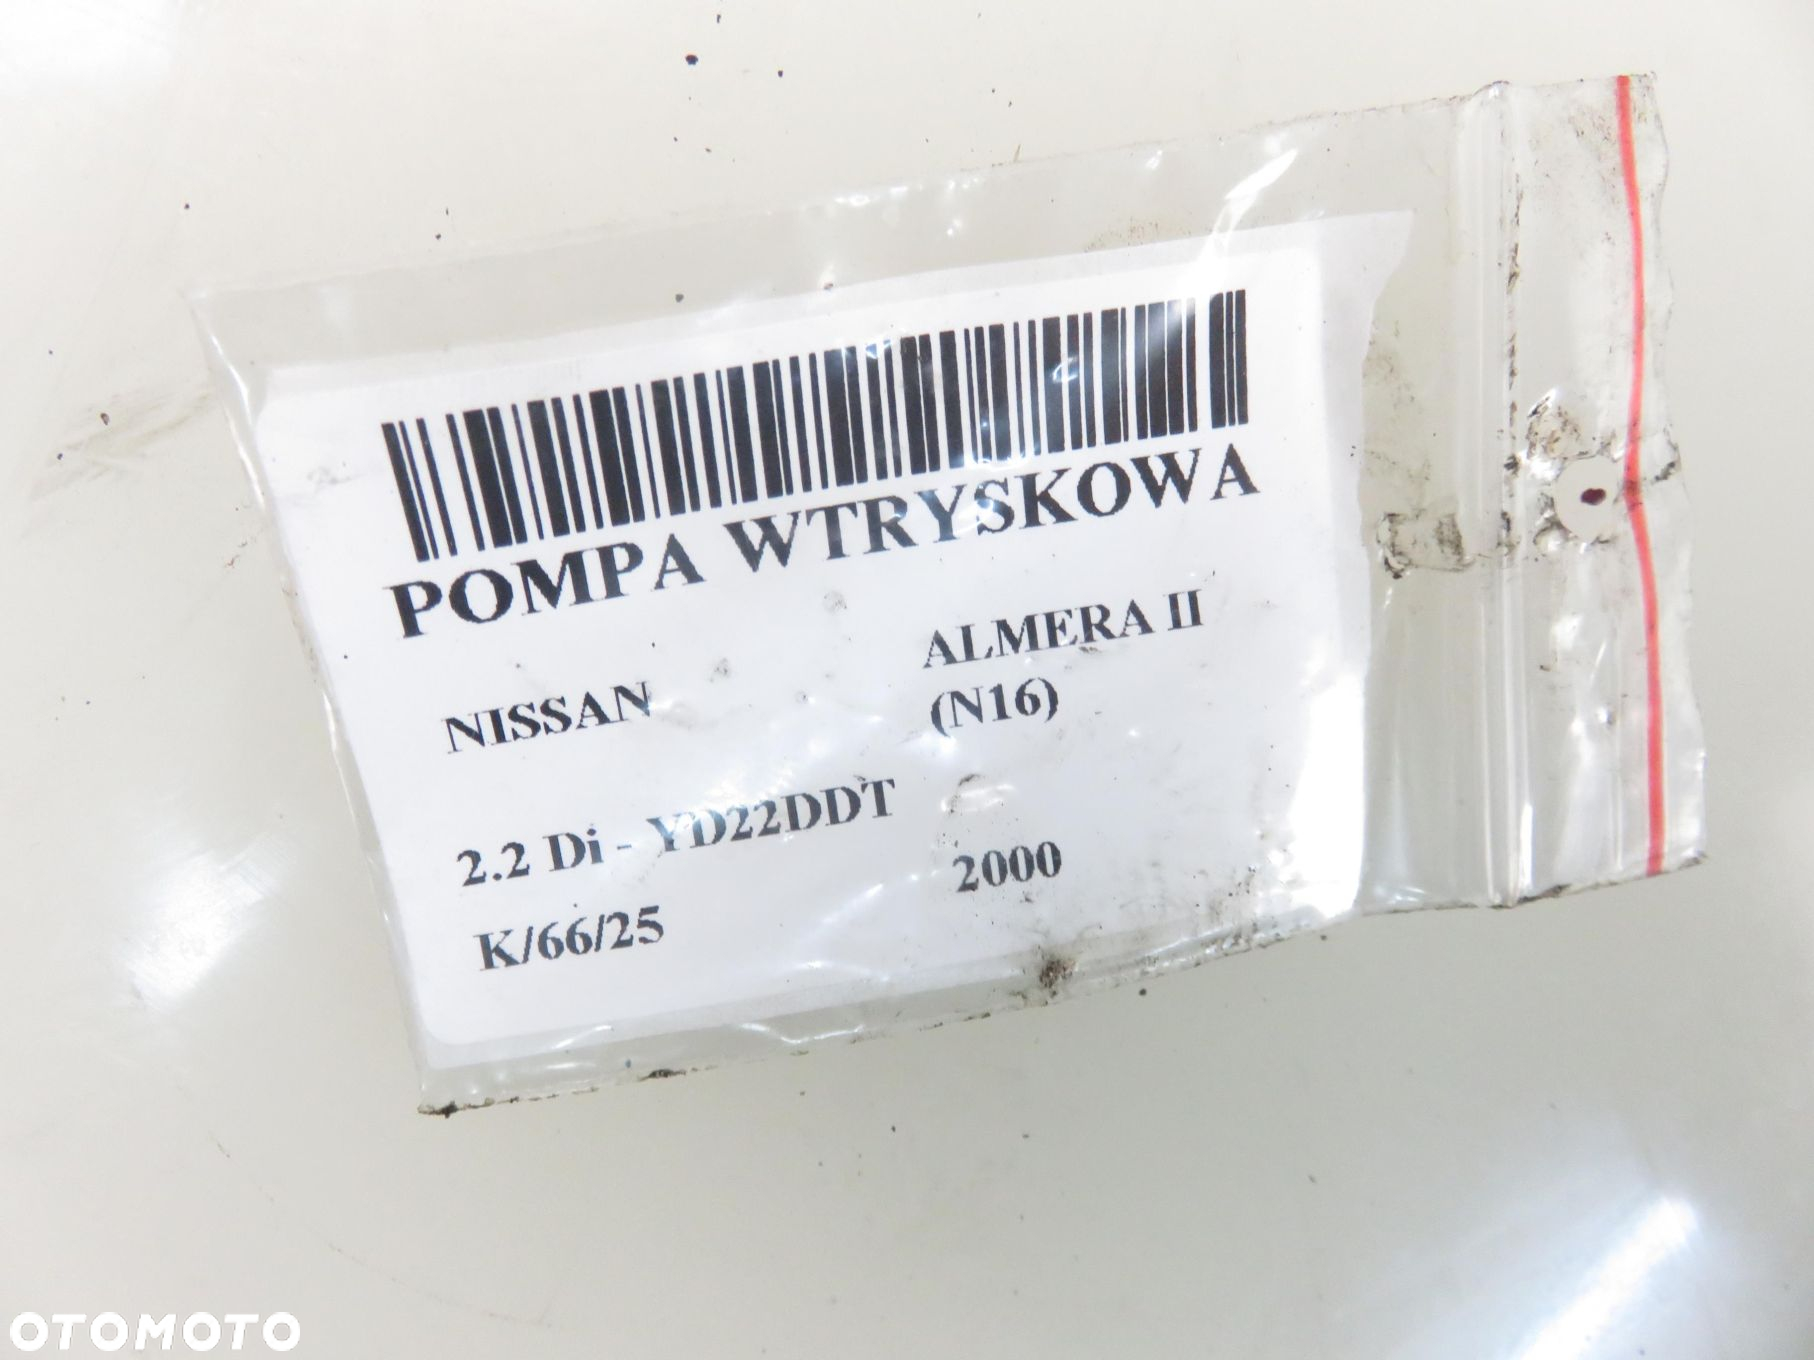 POMPA WTRYSKOWA
NISSAN
ALMERA II
(N16)
2.2 Di - YD22DDT
2000
K/66/25
OTOMOTO